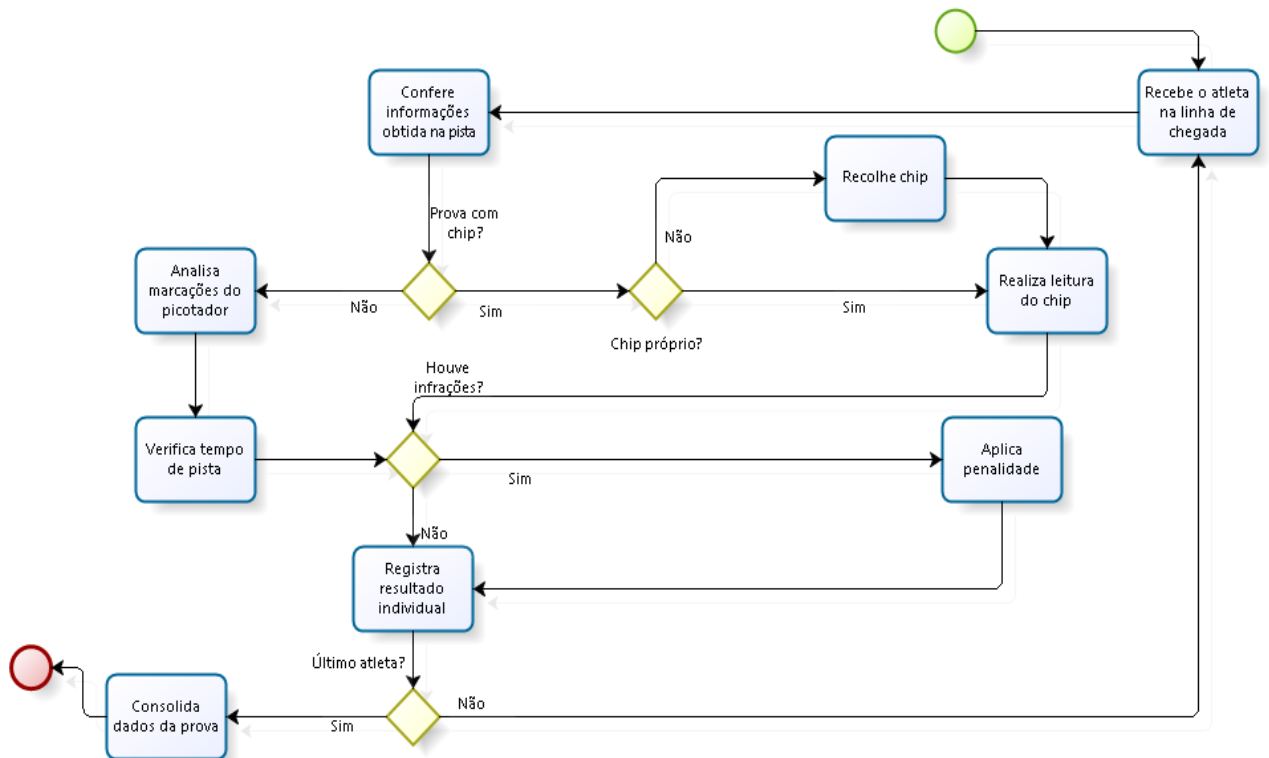 Recebe o atleta
na linha de
chegada
Confere
informações
obtida na pista
Prova com
chip?
Recolhe chip
Não
Analisa
marcações do
picotador
Não
Sim
Chip próprio?
Sim
Realiza leitura
do chip
Houve
infrações?
Verifica tempo
de pista
Sim
Aplica
penalidade
Não
Registra
resultado
individual
Último atleta?
Não
Sim
Consolida
dados da prova